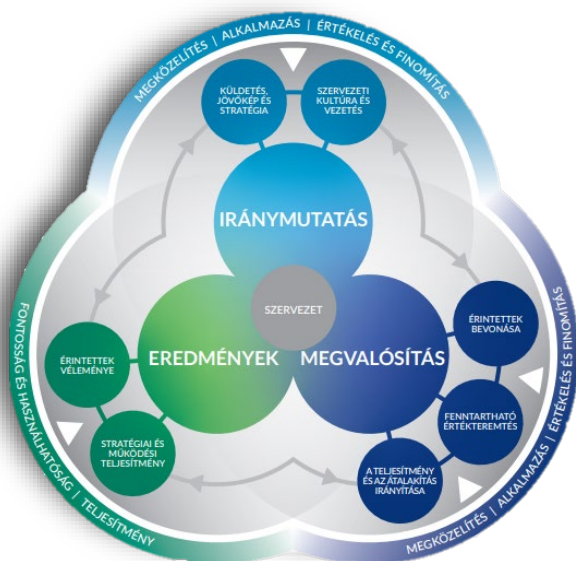 MEGKÖZELÍTÉS | ALKALMAZÁS | ÉRTÉKELÉS ÉS FINOMÍTÁS
KÜLDETÉS,
JÖVŐKÉP ÉS
STRATÉGIA
SZERVEZETI
KULTÚRA ÉS
VEZETÉS
IRÁNYMUTATÁS
SZERVEZET
EREDMÉNYEK
MEGVALÓSÍTÁS
ÉRINTETTEK
VÉLEMÉNYE
STRATÉGIAI ÉS
MŰKÖDÉSI
TELJESÍTMÉNY
ÉRINTETTEK
BEVONÁSA
FENNTARTHATÓ
ÉRTÉKTEREMTÉS
A TELJESÍTMÉNY
ÉS AZ ÁTALAKÍTÁS
IRÁNYÍTÁSA
FONTOSSÁG ÉS HASZNÁLHATÓSÁG | TELJESÍTMÉNY
MEGKÖZELÍTÉS | ALKALMAZÁS | ÉRTÉKELÉS ÉS FINOMÍTÁS